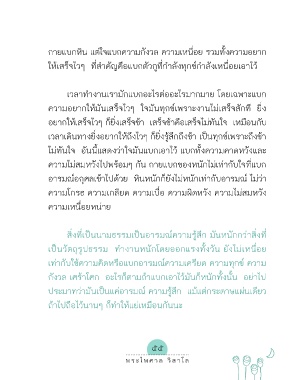 กายแบกหิน แต่ใจแบกความกังวล ความเหนื่อย รวมทั้งความอยาก
ให้เสร็จไวๆ ที่สำคัญคือแบกตัวกูที่กำลังทุกข์กำลังเหนื่อยเอาไว้
เวลาทำงานเรามักแบกอะไรต่ออะไรมากมาย โดยเฉพาะแบก
ความอยากให้มันเสร็จไวๆ ใจมันทุกข์เพราะงานไม่เสร็จสักที ยิ่ง
อยากให้เสร็จไวๆ ก็ยิ่งเสร็จช้า เสร็จช้าคือเสร็จไม่ทันใจ เหมือนกับ
เวลาเดินทางยิ่งอยากให้ถึงไวๆ ก็ยิ่งรู้สึกถึงช้า เป็นทุกข์เพราะถึงช้า
ไม่ทันใจ อันนี้แสดงว่าใจมันแบกเอาไว้ แบกทั้งความคาดหวังและ
ความไม่สมหวังไปพร้อมๆ กัน กายแบกของหนักไม่เท่ากับใจที่แบก
อารมณ์อกุศลเข้าไปด้วย หินหนักก็ยังไม่หนักเท่ากับอารมณ์ ไม่ว่า
ความโกรธ ความเกลียด ความเบื่อ ความผิดหวัง ความไม่สมหวัง
ความเหนื่อยหน่าย
สิ่งที่เป็นนามธรรมเป็นอารมณ์ความรู้สึก มันหนักกว่าสิ่งที่
เป็นวัตถุรูปธรรม ทำงานหนักโดยออกแรงทั้งวัน ยังไม่เหนื่อย
เท่ากับใช้ความคิดหรือแบกอารมณ์ความเครียด ความทุกข์ ความ
กังวล เศร้าโศก อะไรก็ตามถ้าแบกเอาไว้มันก็หนักทั้งนั้น อย่าไป
ประมาทว่ามันเป็นแค่อารมณ์ ความรู้สึก แม้แต่กระดาษแผ่นเดียว
ถ้าไปถือไว้นานๆ ก็ทำให้แย่เหมือนกันนะ
๕๕
พระไพศาล วิสาโล